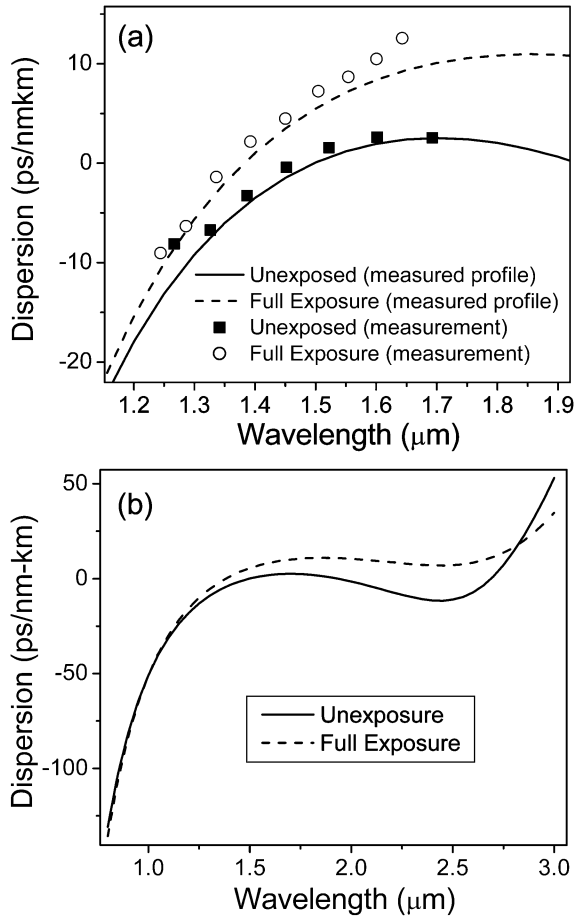 (a)
10
0
-10
-20
Dispersion (ps/nmkm)
Unexposed (measured profile)
Full Exposure (measured profile)
Unexposed (measurement)
Full Exposure (measurement)
1.2 1.3 1.4 1.5 1.6 1.7 1.8 1.9
Wavelength (μm)
(b)
50
0
-50
-100
Dispersion (ps/nm-km)
Unexposure
Full Exposure
1.0 1.5 2.0 2.5 3.0
Wavelength (μm)